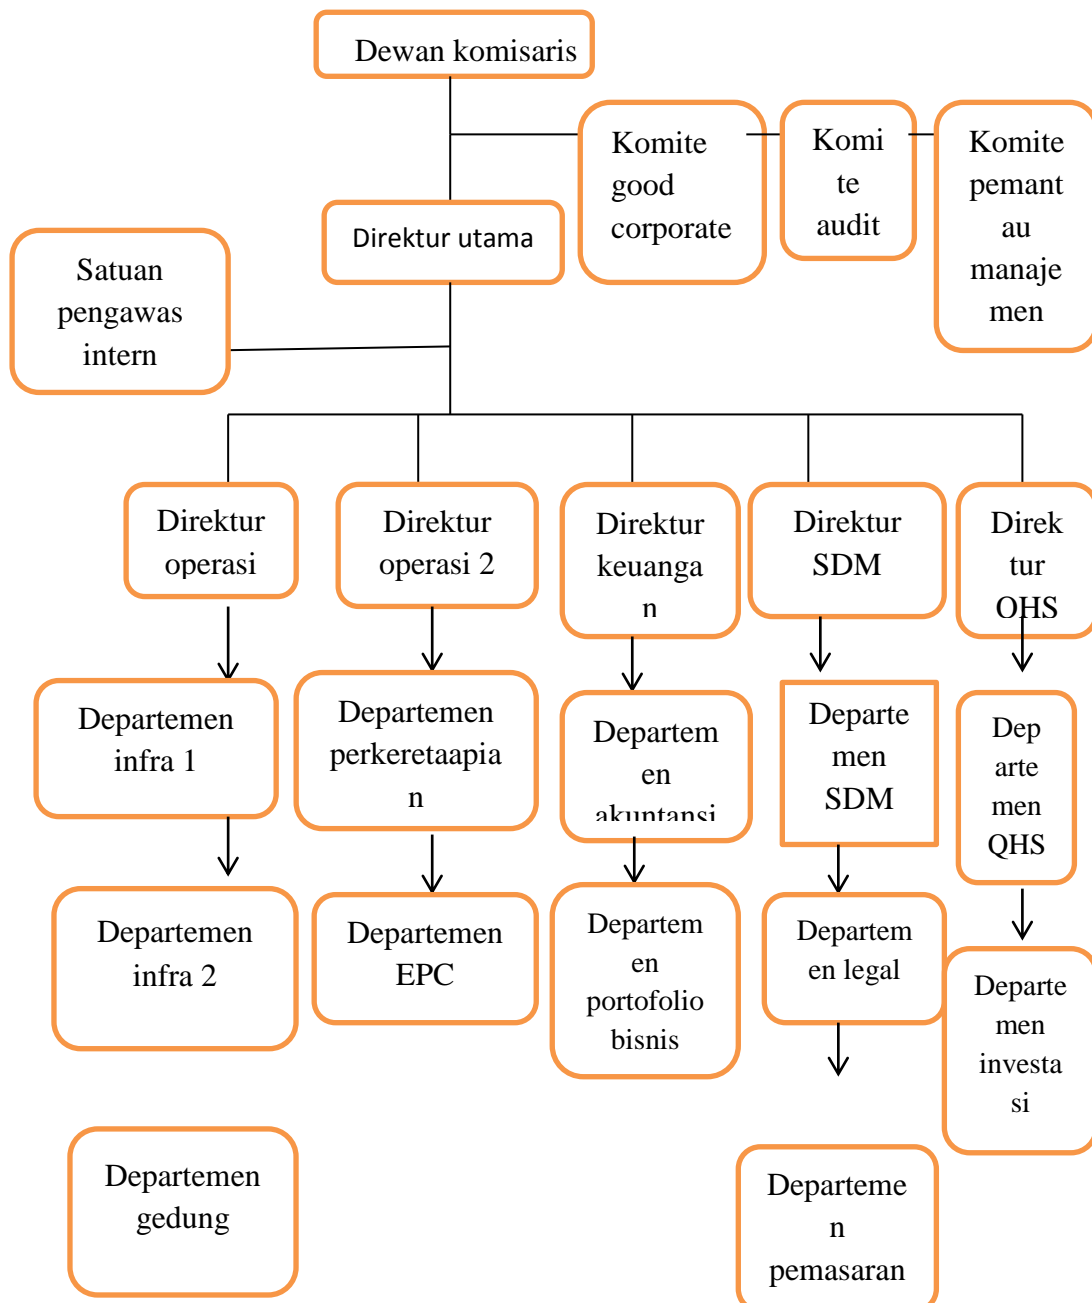 Dewan komisaris
Komite
good
corporate
Komi
te
audit
Komite
pemant
au
manaje
men
Direktur utama
Satuan
pengawas
intern
Direktur
operasi
Direktur
operasi 2
Direktur
keuanga
n
Direktur
SDM
Direk
tur
QHS
Departemen
infra 1
Departemen
perkeretaapia
n
Departem
en
akuntansi
Departe
men
SDM
Dep
arte
men
QHS
Departemen
infra 2
Departemen
EPC
Departem
en
portofolio
bisnis
Departem
en legal
Departe
men
investa
si
Departemen
gedung
Departeme
n
pemasaran